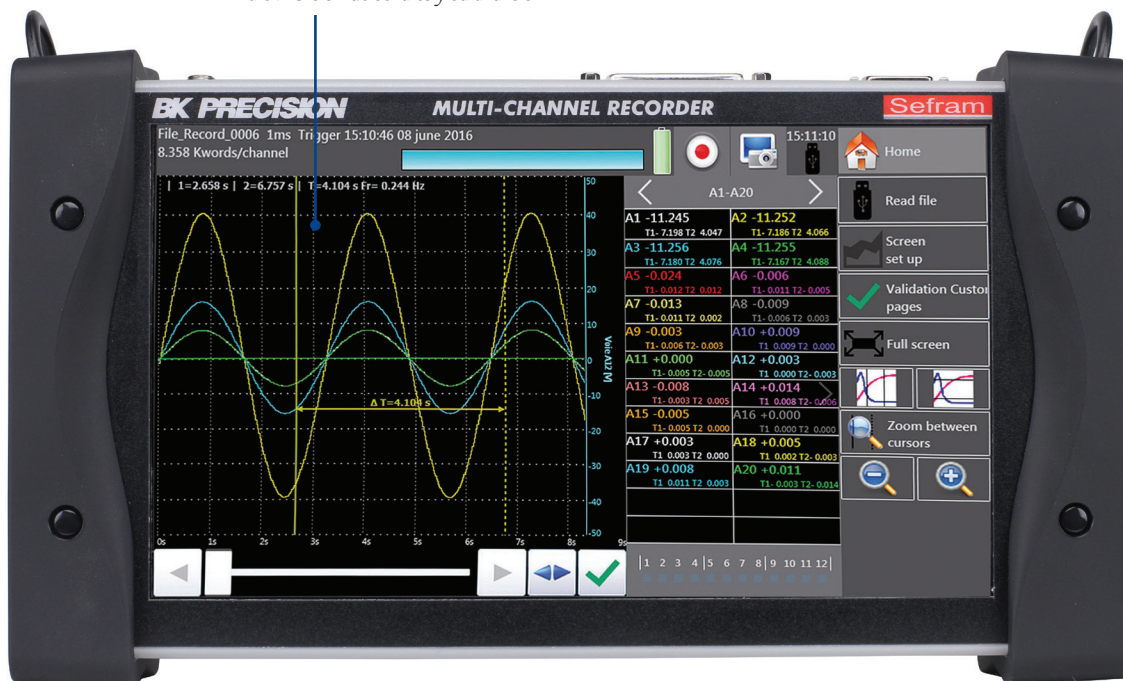 BK PRECISION MULTI-CHANNEL RECORDER Sefram
File_Record_0006 1ms Trigger 15:10:46 08 june 2016
8.358 Kwords/channel
15:11:10
Home
| 1=2.658 s | 2=6.757 s | T=4.104 s Fr= 0.244 Hz
50
40
30
20
10
0
-10
-20
-30
-40
-50
Voie A12 M
Δ T=4.104 s
0s 1s 2s 3s 4s 6s 7s 8s 9s
A1-A20
A1 -11.245 A2 -11.252
T1- 7.198 T2 4.047 T1- 7.186 T2 4.066
A3 -11.256 A4 -11.255
T1- 7.180 T2 4.076 T1- 7.167 T2 4.088
A5 -0.024 A6 -0.006
T1- 0.012 T2 0.012 T1- 0.011 T2- 0.005
A7 -0.013 A8 -0.009
T1- 0.011 T2 0.002 T1- 0.006 T2 0.003
A9 -0.003 A10 +0.009
T1- 0.006 T2- 0.003 T1 0.009 T2 0.000
A11 +0.000 A12 +0.003
T1- 0.005 T2- 0.005 T1 0.000 T2- 0.003
A13 -0.008 A14 +0.014
T1- 0.003 T2 0.005 T1 0.008 T2- 0.006
A15 -0.005 A16 +0.000
T1- 0.005 T2 0.000 T1 0.000 T2 0.000
A17 +0.003 A18 +0.005
T1 0.003 T2 0.000 T1 0.002 T2- 0.003
A19 +0.008 A20 +0.011
T1 0.011 T2 0.003 T1- 0.003 T2- 0.014
1 2 3 4 5 6 7 8 9 10 11 12
Read file
Screen
set up
Validation Custor
pages
Full screen
Zoom between
cursors